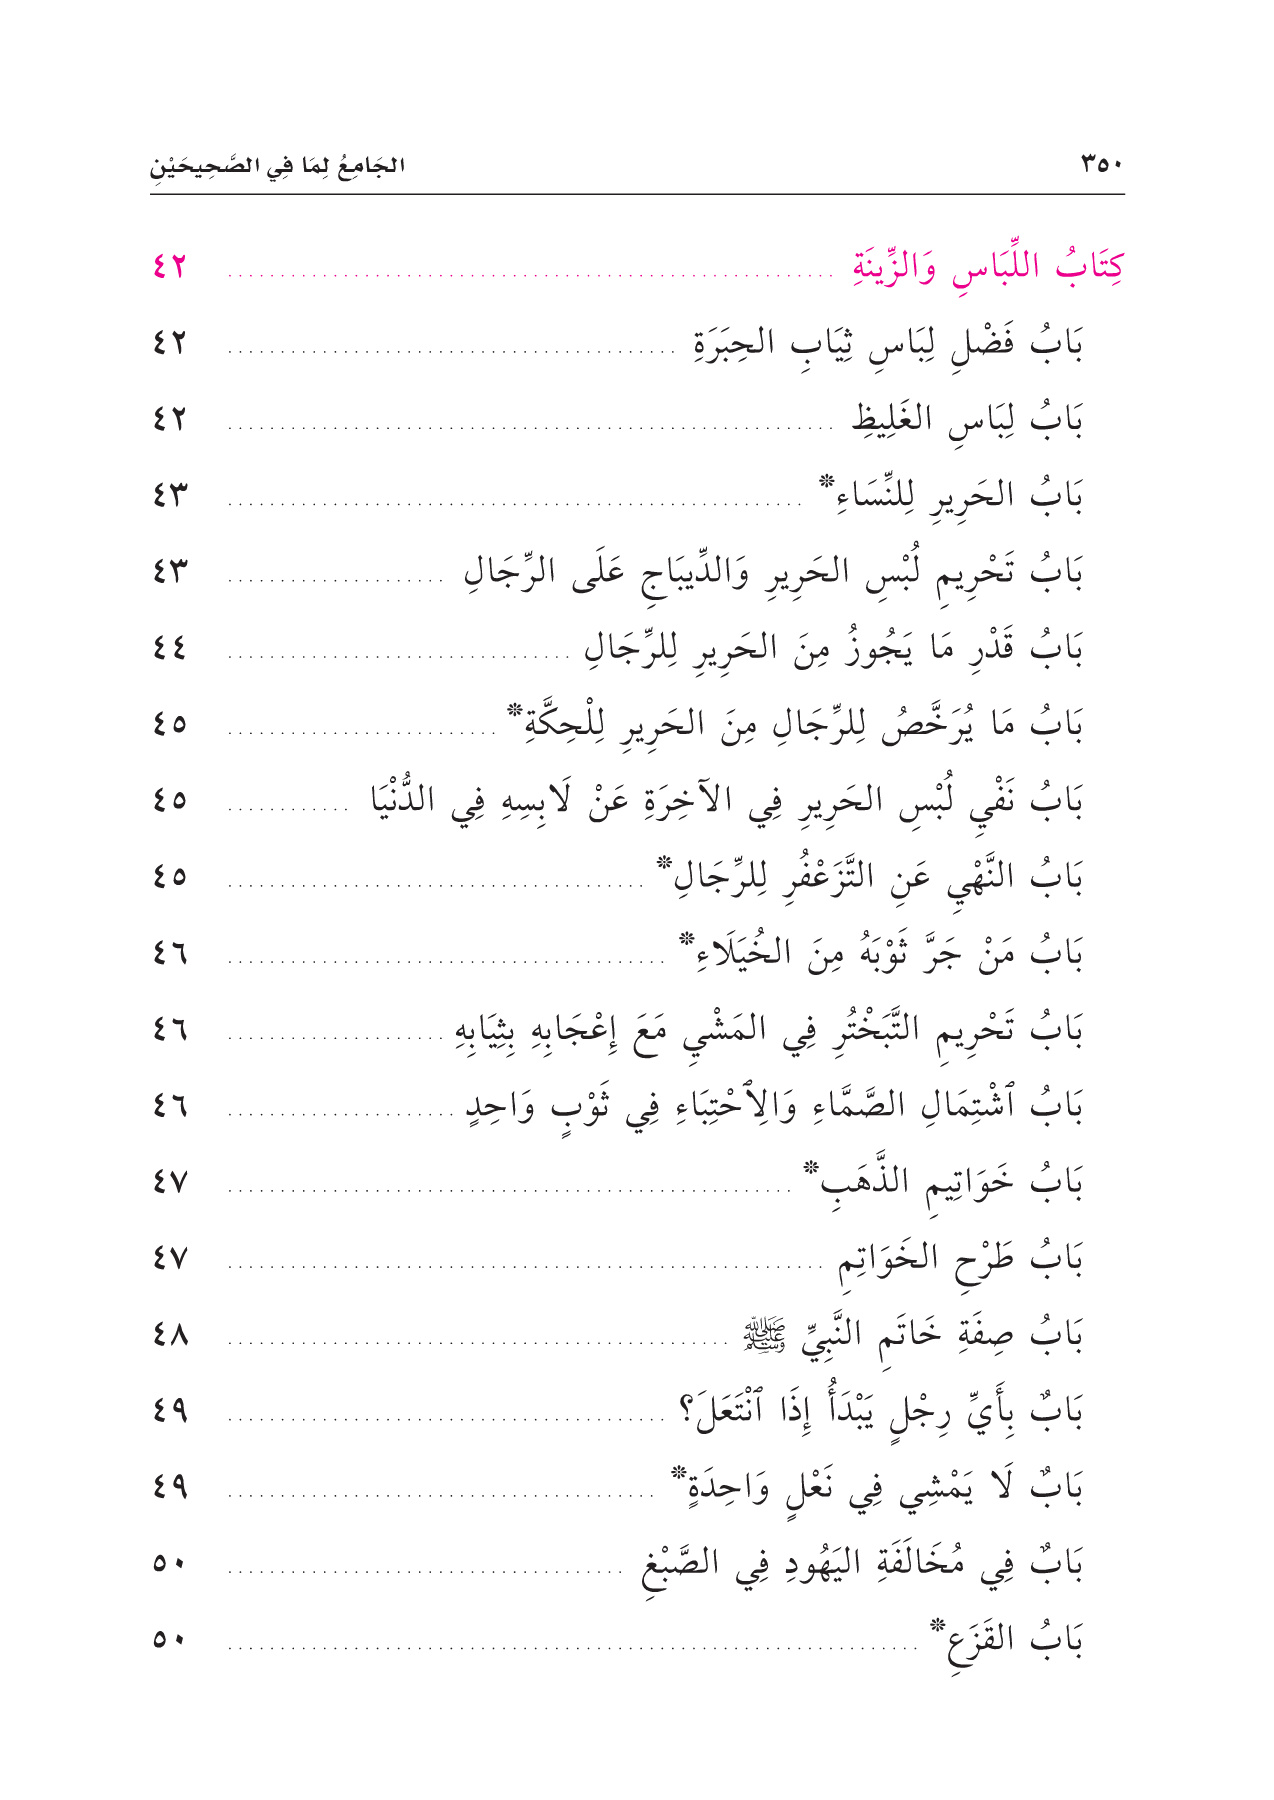 ٣٥٠ الجَامِعُ لِمَا فِي الصَّحِيحَيْنِ
كِتَابُ اللِّبَاسِ وَالزِّينَةِ ..... ٤٢
بَابُ فَضْلِ لِبَاسِ ثِيَابِ الحِبَرَةِ ..... ٤٢
بَابُ لِبَاسِ الغَلِيظِ ..... ٤٢
بَابُ الحَرِيرِ لِلنِّسَاءِ* ..... ٤٣
بَابُ تَحْرِيمِ لُبْسِ الحَرِيرِ وَالدِّيبَاجِ عَلَى الرِّجَالِ ..... ٤٣
بَابُ قَدْرِ مَا يَجُوزُ مِنَ الحَرِيرِ لِلرِّجَالِ ..... ٤٤
بَابُ مَا يُرَخَّصُ لِلرِّجَالِ مِنَ الحَرِيرِ لِلْحِكَّةِ* ..... ٤٥
بَابُ نَفْيِ لُبْسِ الحَرِيرِ فِي الآخِرَةِ عَنْ لَابِسِهِ فِي الدُّنْيَا ..... ٤٥
بَابُ النَّهْيِ عَنِ التَّزَعْفُرِ لِلرِّجَالِ* ..... ٤٥
بَابُ مَنْ جَرَّ ثَوْبَهُ مِنَ الخُيَلَاءِ* ..... ٤٦
بَابُ تَحْرِيمِ التَّبَخْتُرِ فِي المَشْيِ مَعَ إِعْجَابِهِ بِثِيَابِهِ ..... ٤٦
بَابُ ٱشْتِمَالِ الصَّمَّاءِ وَالِٱحْتِبَاءِ فِي ثَوْبٍ وَاحِدٍ ..... ٤٦
بَابُ خَوَاتِيمِ الذَّهَبِ* ..... ٤٧
بَابُ طَرْحِ الخَوَاتِمِ ..... ٤٧
بَابُ صِفَةِ خَاتَمِ النَّبِيِّ ﷺ ..... ٤٨
بَابٌ بِأَيِّ رِجْلٍ يَبْدَأُ إِذَا ٱنْتَعَلَ؟ ..... ٤٩
بَابٌ لَا يَمْشِي فِي نَعْلٍ وَاحِدَةٍ* ..... ٤٩
بَابٌ فِي مُخَالَفَةِ اليَهُودِ فِي الصَّبْغِ ..... ٥٠
بَابُ القَزَعِ* ..... ٥٠